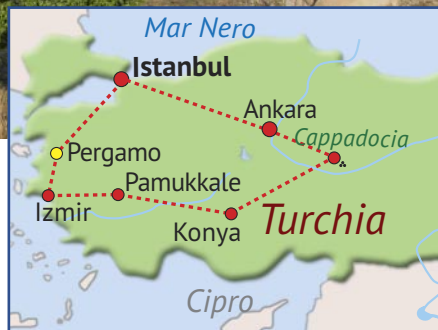 Mar Nero
Istanbul
Ankara
Cappadocia
Pergamo
Pamukkale
Izmir
Konya
Turchia
Cipro